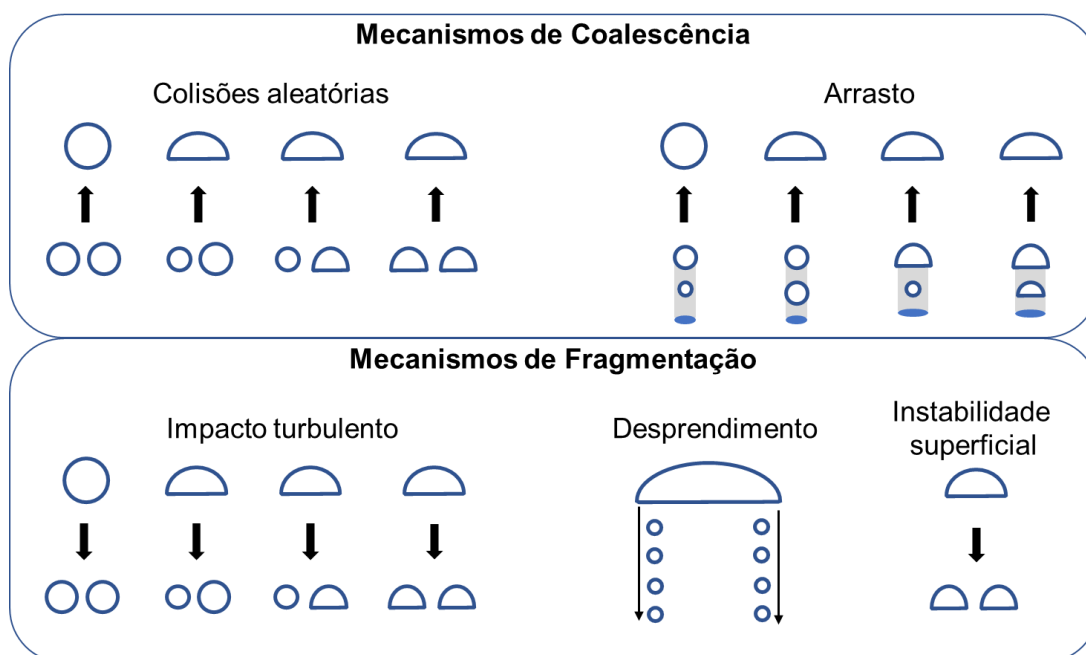 Mecanismos de Coalescência
Colisões aleatórias
Arrasto
Mecanismos de Fragmentação
Impacto turbulento
Desprendimento
Instabilidade
superficial